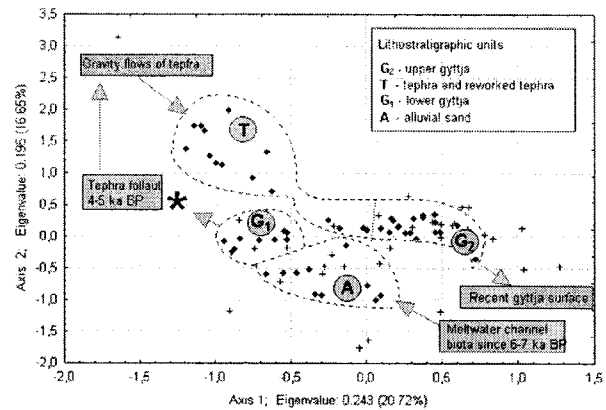 3,5
3,0
2,5
2,0
1,5
1,0
0,5
0,0
-0,5
-1,0
-1,5
-2,0
Axis 2; Eigenvalue: 0.195 (16.65%)
Gravity flows of tepfra
Tephra follaut
4-5 ka BP
T
G1
G2
A
Lithostratigraphic units
G2 - upper gyttja
T - tephra and reworked tephra
G1 - lower gyttja
A - alluvial sand
Recent gyttja surface
Meltwater channel
biota since 6-7 ka BP
-2,0 -1,5 -1,0 -0,5 0,0 0,5 1,0 1,5
Axis 1; Eigenvalue: 0.243 (20.72%)